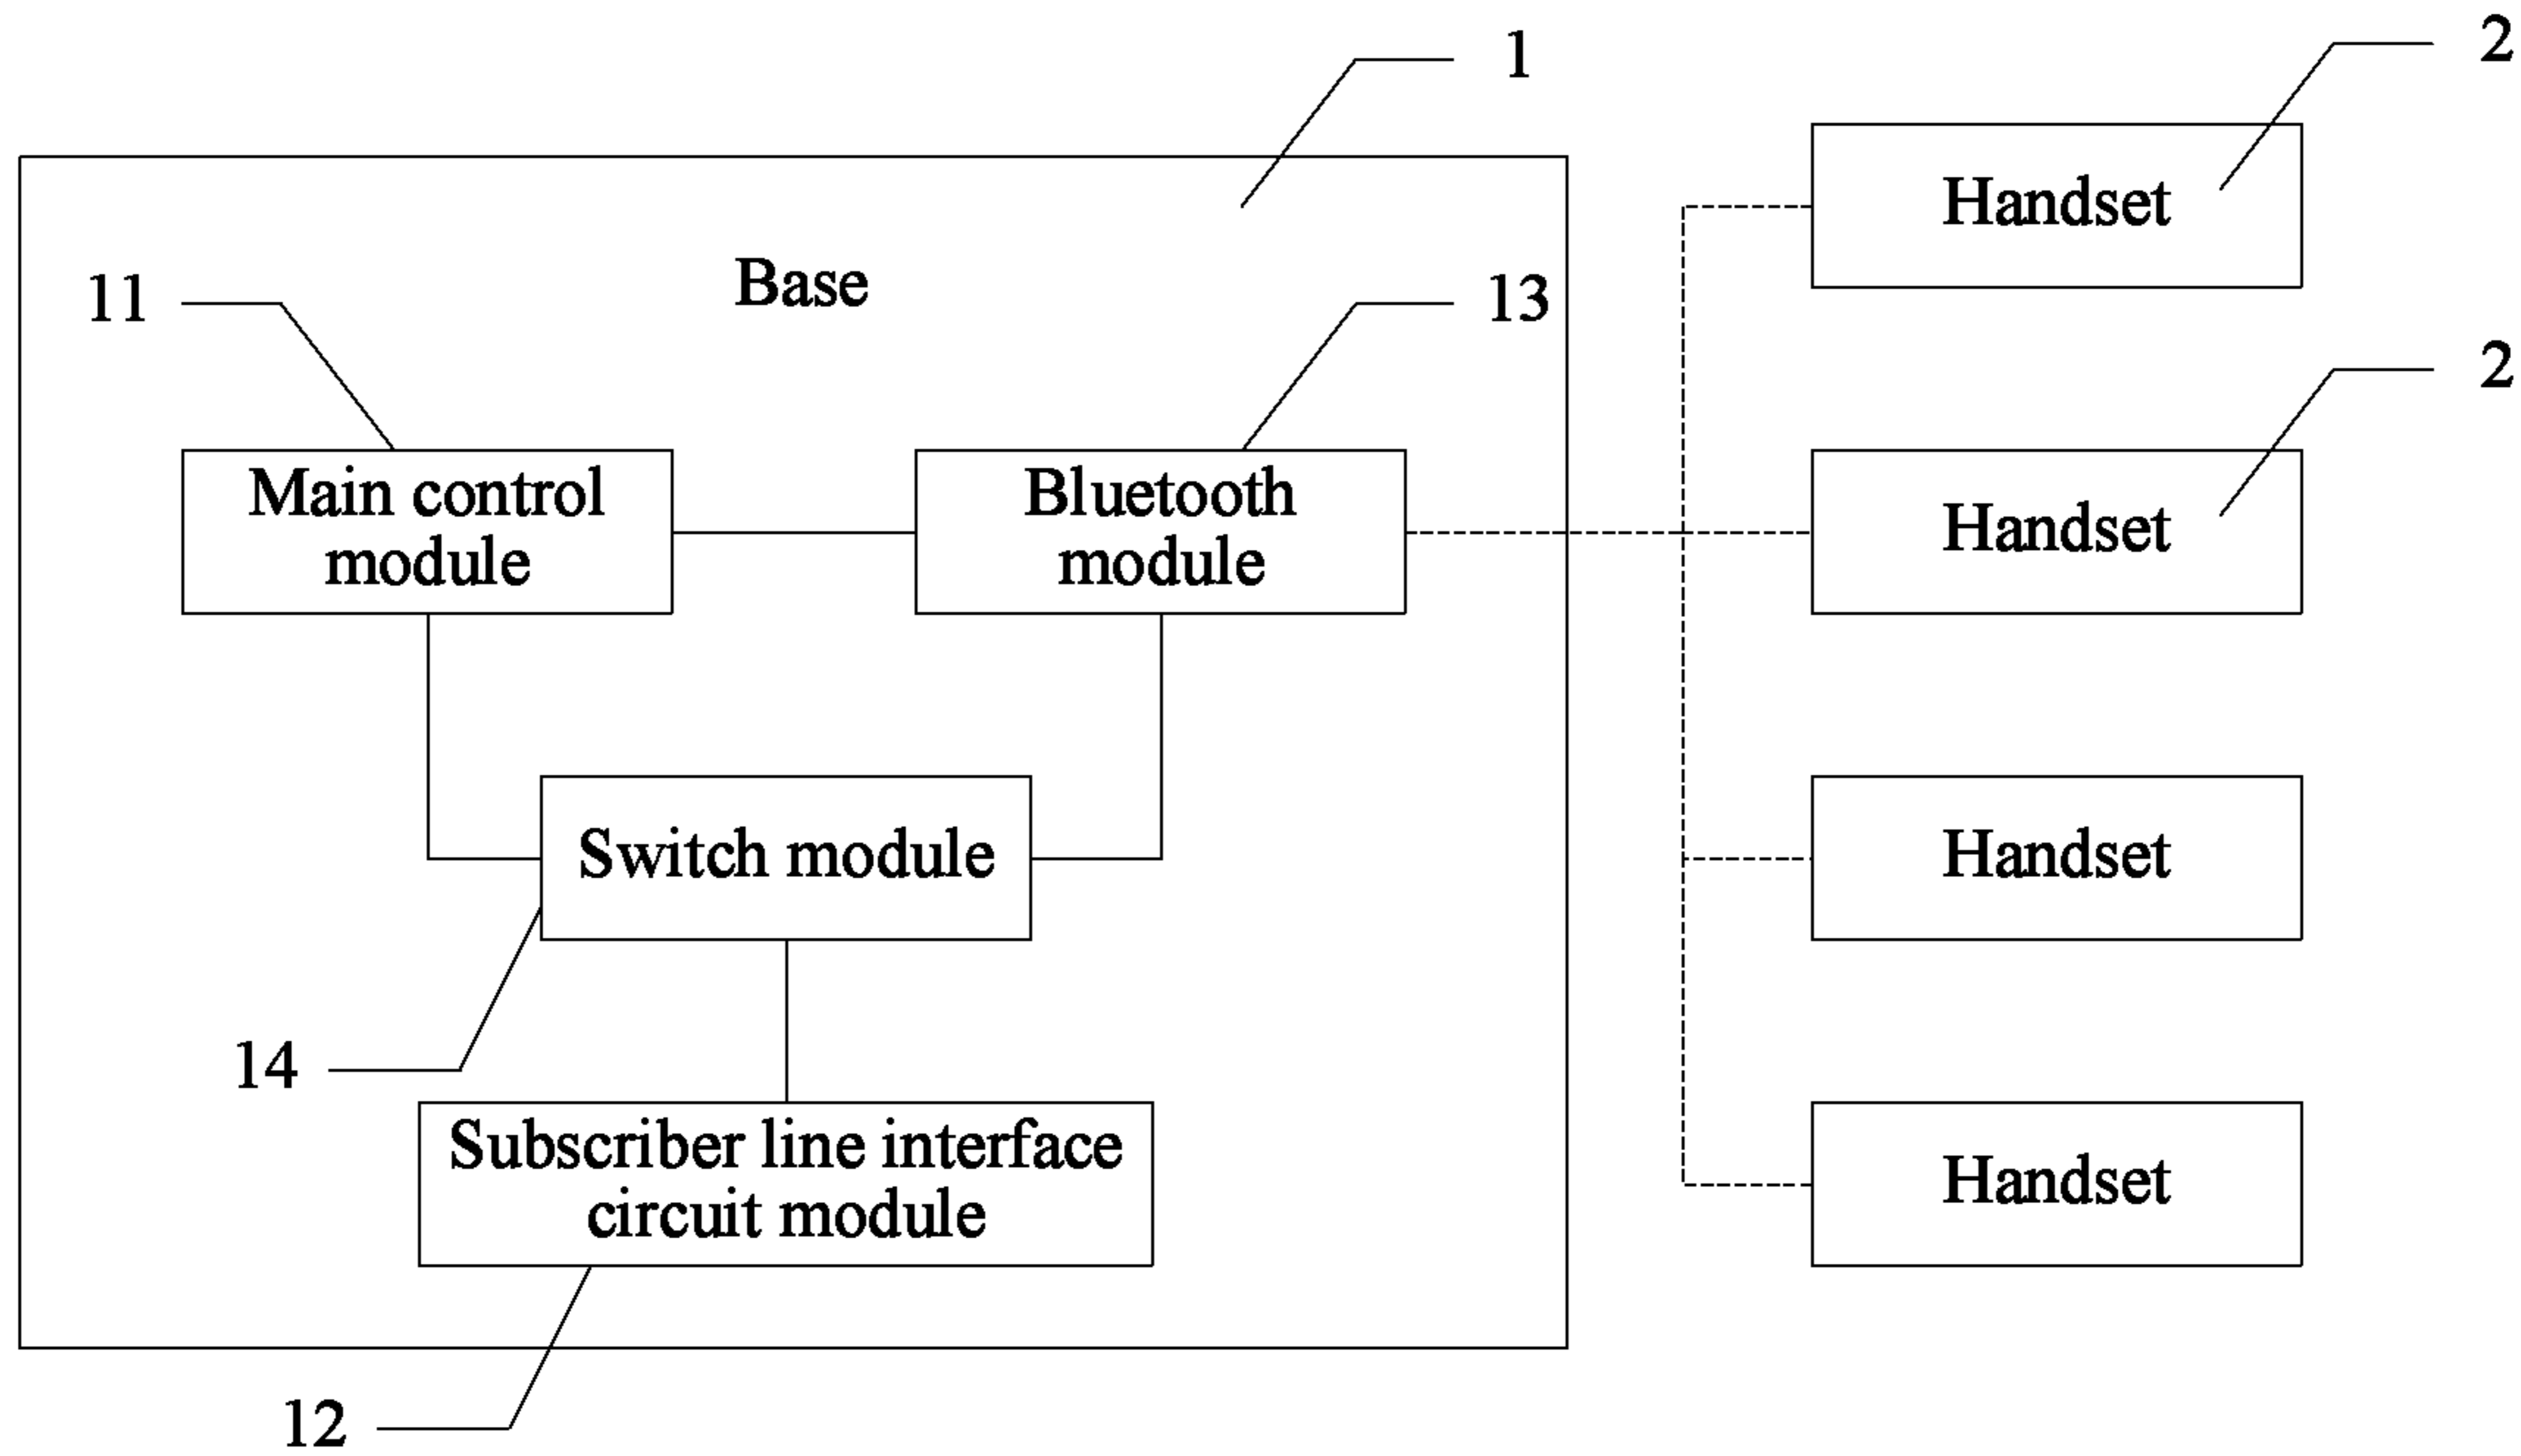 1
2
Handset
Base
11
13
2
Main control
module
Bluetooth
module
Handset
Switch module
Handset
14
Subscriber line interface
circuit module
Handset
12